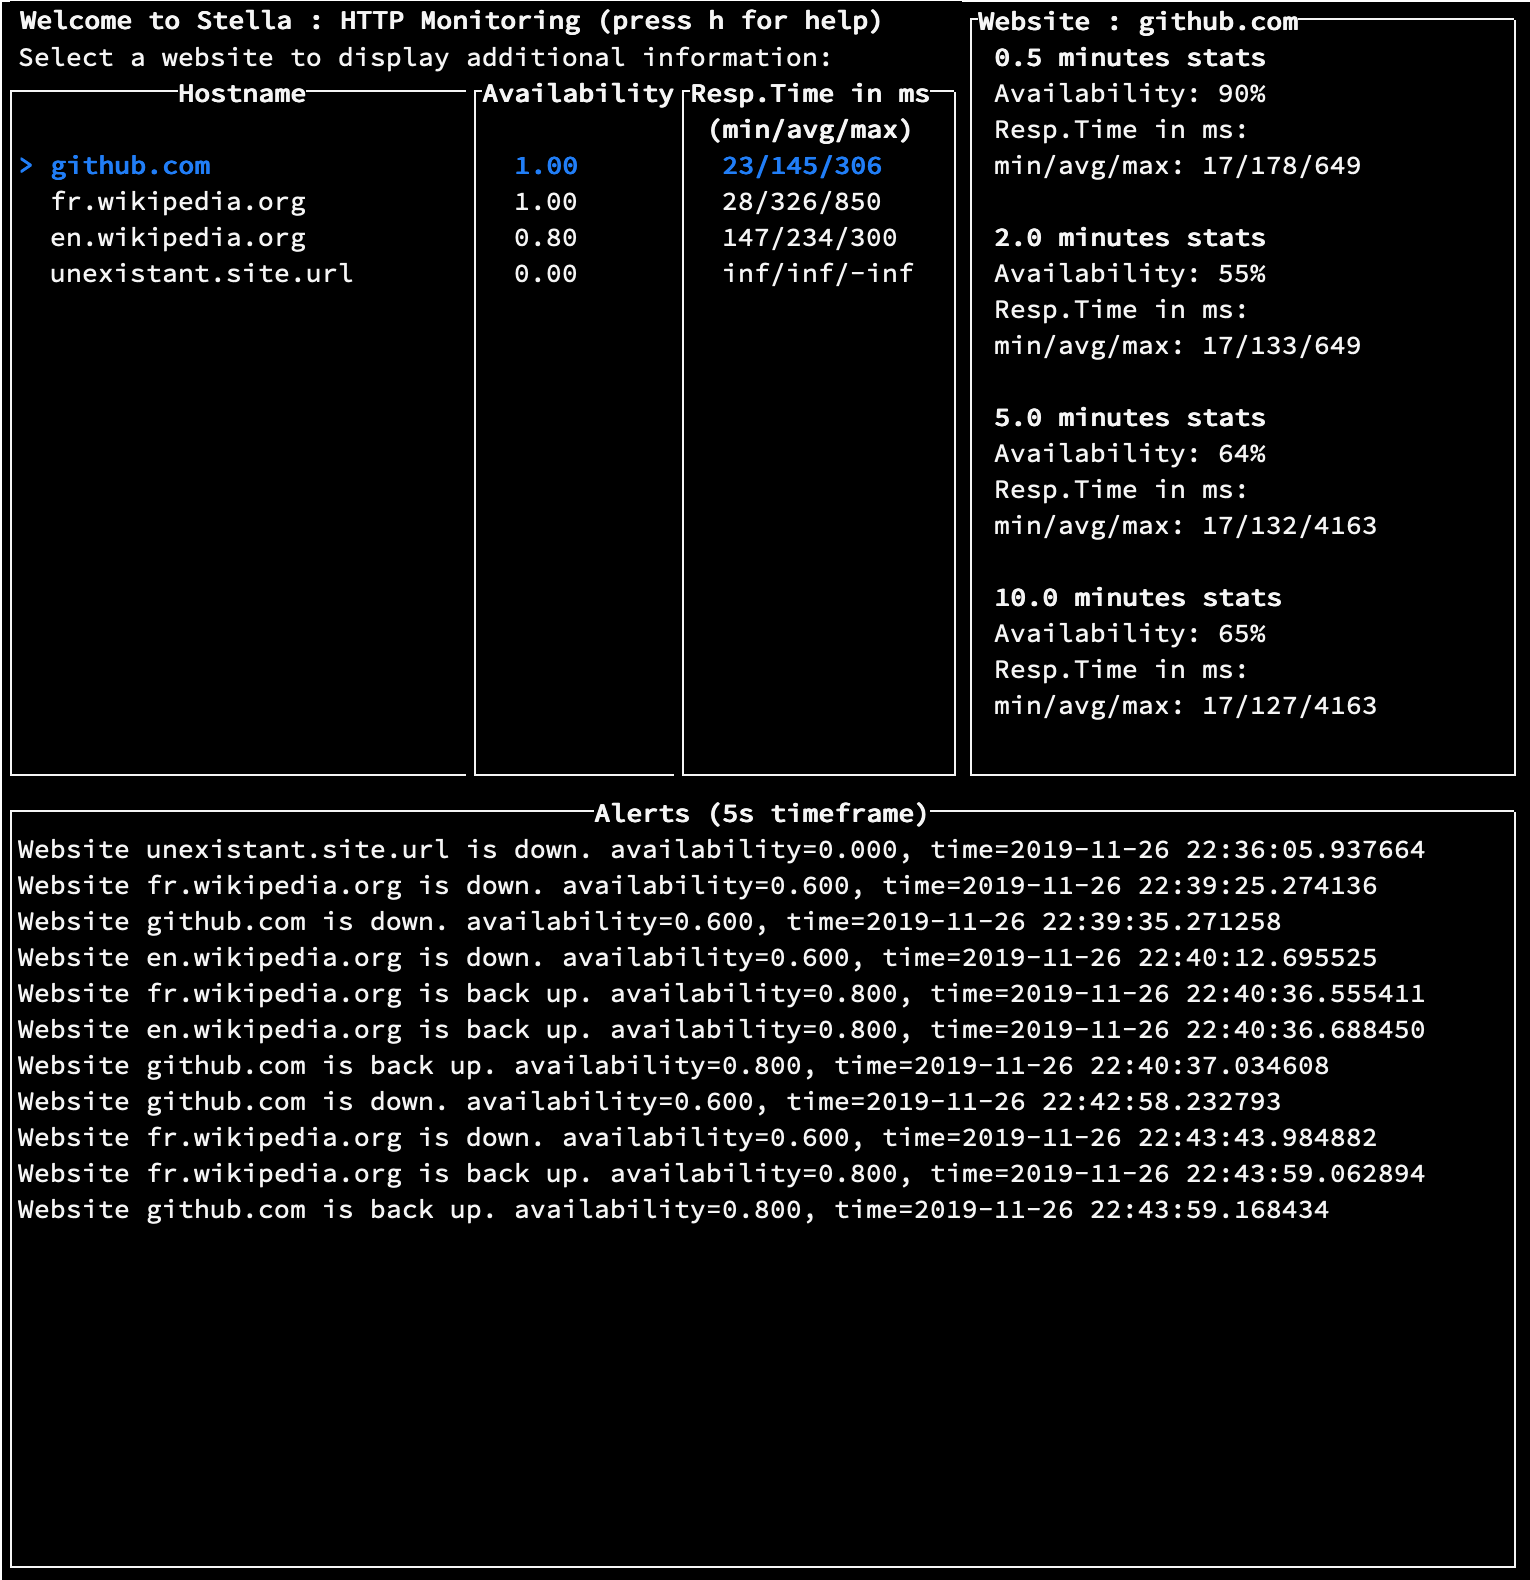 Welcome to Stella : HTTP Monitoring (press h for help)
Select a website to display additional information:
Hostname Availability Resp.Time in ms
(min/avg/max)
> github.com 1.00 23/145/306
fr.wikipedia.org 1.00 28/326/850
en.wikipedia.org 0.80 147/234/300
unexistant.site.url 0.00 inf/inf/-inf
Website : github.com
0.5 minutes stats
Availability: 90%
Resp.Time in ms:
min/avg/max: 17/178/649
2.0 minutes stats
Availability: 55%
Resp.Time in ms:
min/avg/max: 17/133/649
5.0 minutes stats
Availability: 64%
Resp.Time in ms:
min/avg/max: 17/132/4163
10.0 minutes stats
Availability: 65%
Resp.Time in ms:
min/avg/max: 17/127/4163
Alerts (5s timeframe)
Website unexistant.site.url is down. availability=0.000, time=2019-11-26 22:36:05.937664
Website fr.wikipedia.org is down. availability=0.600, time=2019-11-26 22:39:25.274136
Website github.com is down. availability=0.600, time=2019-11-26 22:39:35.271258
Website en.wikipedia.org is down. availability=0.600, time=2019-11-26 22:40:12.695525
Website fr.wikipedia.org is back up. availability=0.800, time=2019-11-26 22:40:36.555411
Website en.wikipedia.org is back up. availability=0.800, time=2019-11-26 22:40:36.688450
Website github.com is back up. availability=0.800, time=2019-11-26 22:40:37.034608
Website github.com is down. availability=0.600, time=2019-11-26 22:42:58.232793
Website fr.wikipedia.org is down. availability=0.600, time=2019-11-26 22:43:43.984882
Website fr.wikipedia.org is back up. availability=0.800, time=2019-11-26 22:43:59.062894
Website github.com is back up. availability=0.800, time=2019-11-26 22:43:59.168434